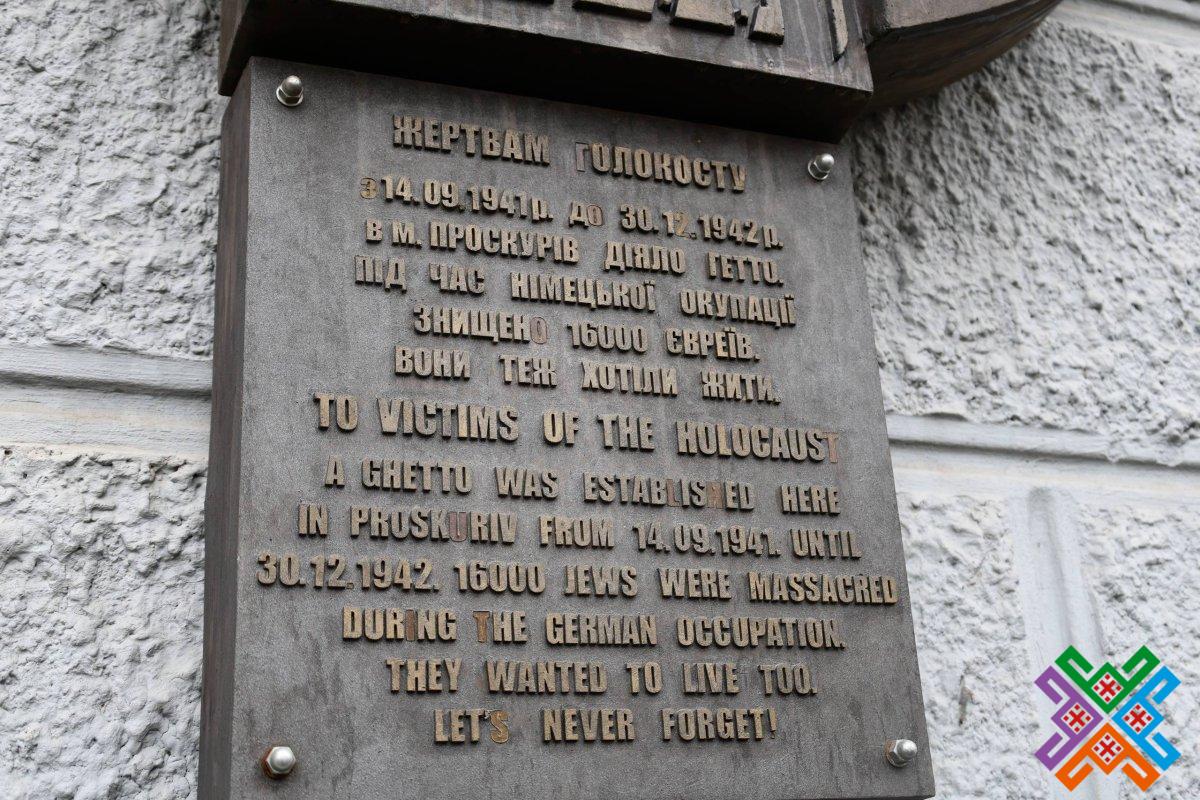 ЖЕРТВАМ ГОЛОКОСТУ
З 14.09.1941р. ДО 30.12.1942р.
В М. ПРОСКУРІВ ДІЯЛО ГЕТТО.
ПІД ЧАС НІМЕЦЬКОЇ ОКУПАЦІЇ
ЗНИЩЕНО 16000 ЄВРЕЇВ.
ВОНИ ТЕЖ ХОТІЛИ ЖИТИ.
TO VICTIMS OF THE HOLOCAUST
A GHETTO WAS ESTABLISHED HERE
IN PROSKURIV FROM 14.09.1941. UNTIL
30.12.1942. 16000 JEWS WERE MASSACRED
DURING THE GERMAN OCCUPATION.
THEY WANTED TO LIVE TOO.
LET'S NEVER FORGET!